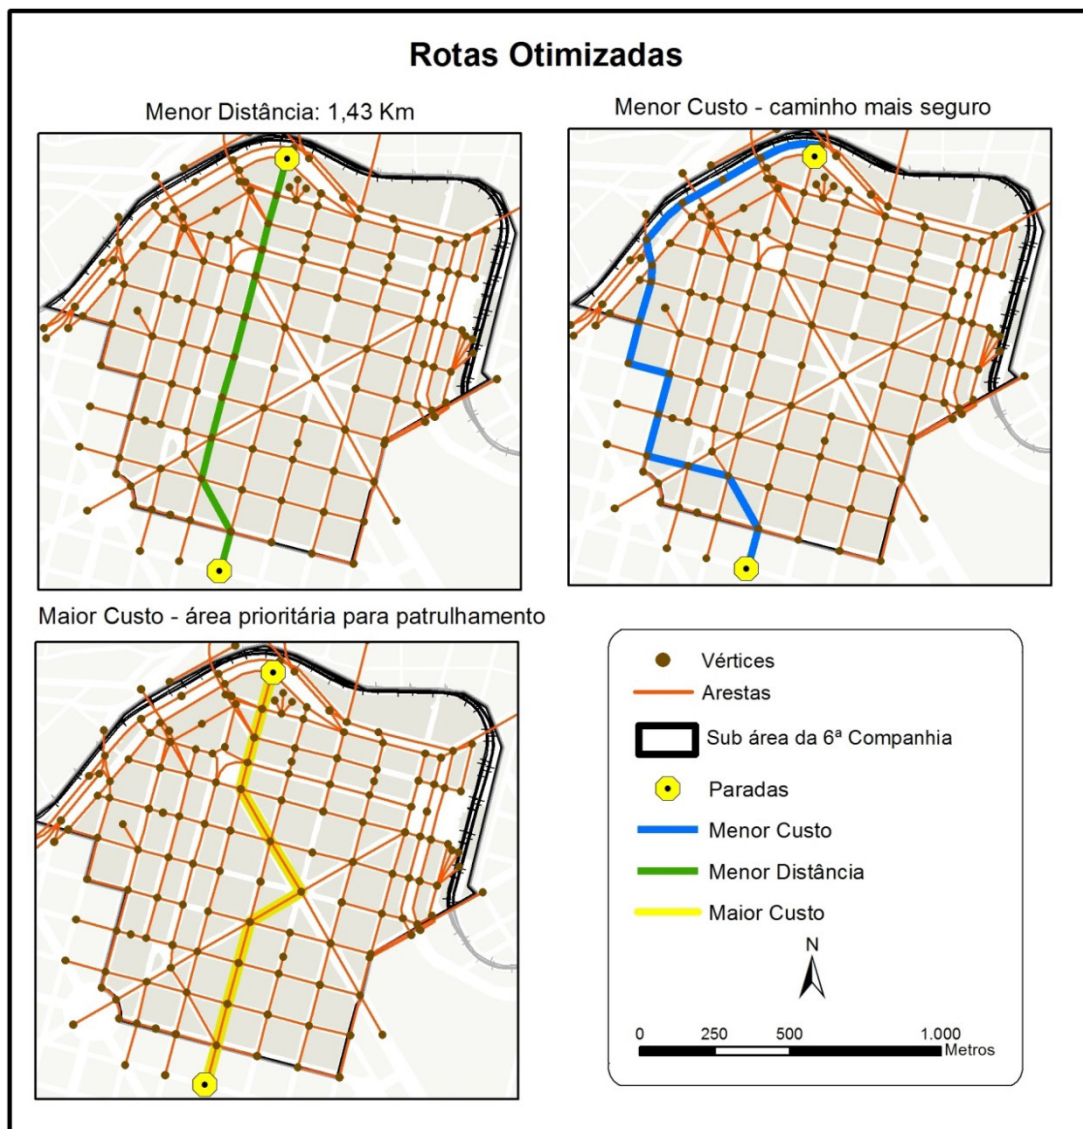 Rotas Otimizadas
Menor Distância: 1,43 Km
Menor Custo - caminho mais seguro
Maior Custo - área prioritária para patrulhamento
Vértices
Arestas
Sub área da 6ª Companhia
Paradas
Menor Custo
Menor Distância
Maior Custo
N
0 250 500 1.000
Metros